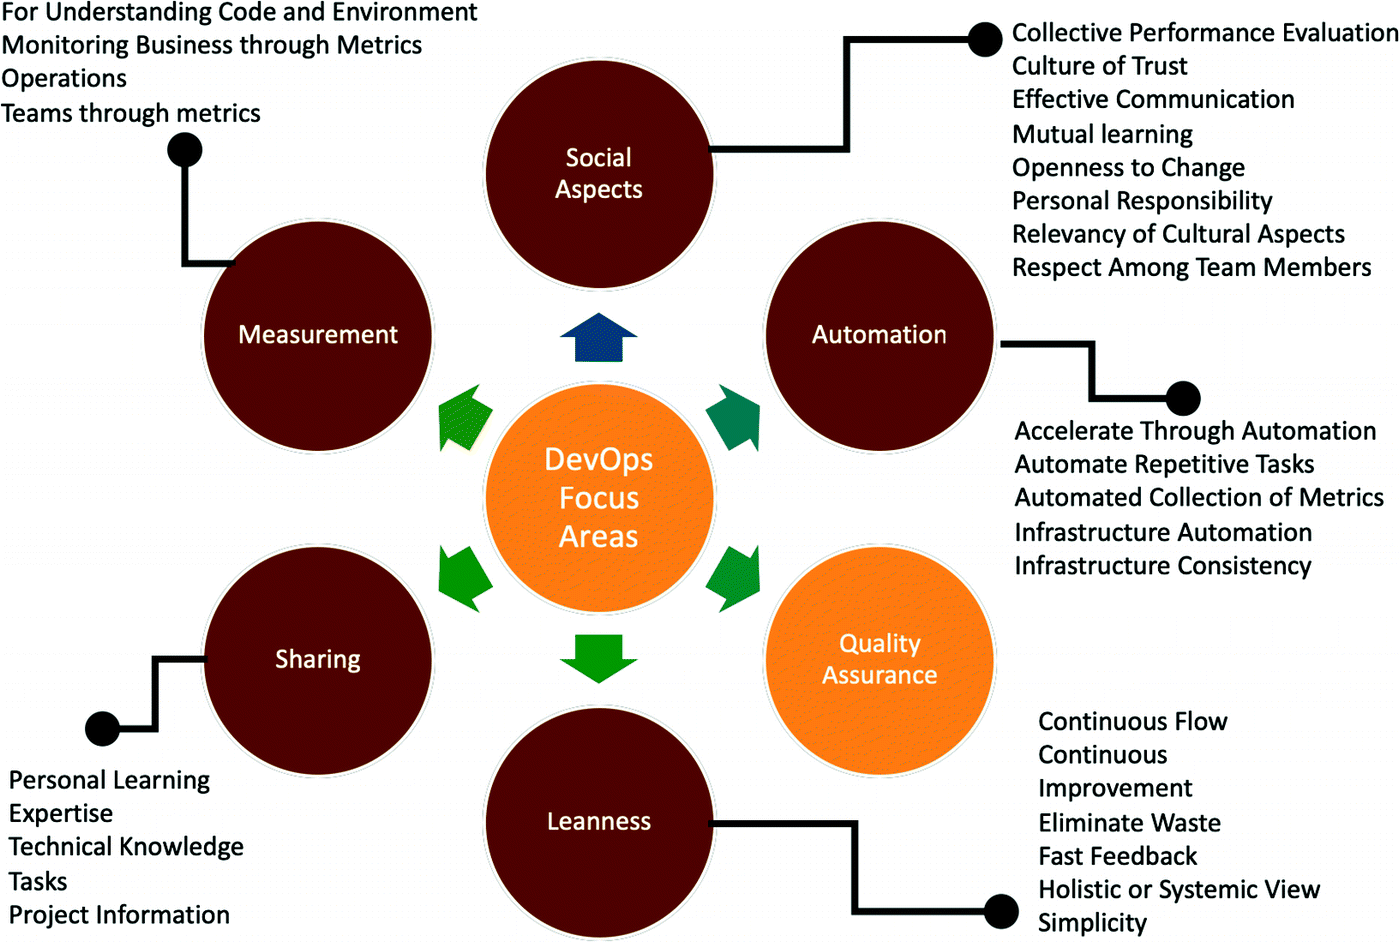 For Understanding Code and Environment
Monitoring Business through Metrics
Operations
Teams through metrics
Collective Performance Evaluation
Culture of Trust
Effective Communication
Mutual learning
Openness to Change
Personal Responsibility
Relevancy of Cultural Aspects
Respect Among Team Members
Social
Aspects
Measurement
Automation
Accelerate Through Automation
Automate Repetitive Tasks
Automated Collection of Metrics
Infrastructure Automation
Infrastructure Consistency
DevOps
Focus
Areas
Sharing
Quality
Assurance
Personal Learning
Expertise
Technical Knowledge
Tasks
Project Information
Leanness
Continuous Flow
Continuous
Improvement
Eliminate Waste
Fast Feedback
Holistic or Systemic View
Simplicity